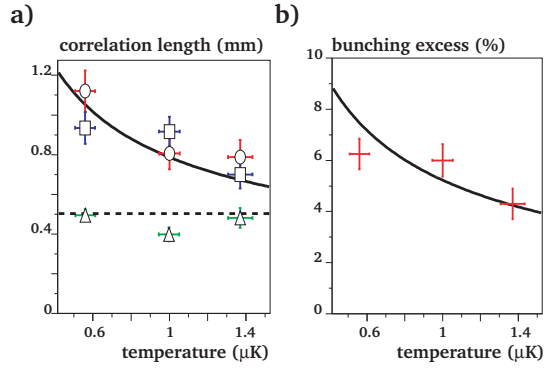 a)
correlation length (mm)
1.2
0.8
0.4
0
0.6
1
1.4
temperature (μK)
b)
bunching excess (%)
10
8
6
4
2
0
0.6
1
1.4
temperature (μK)